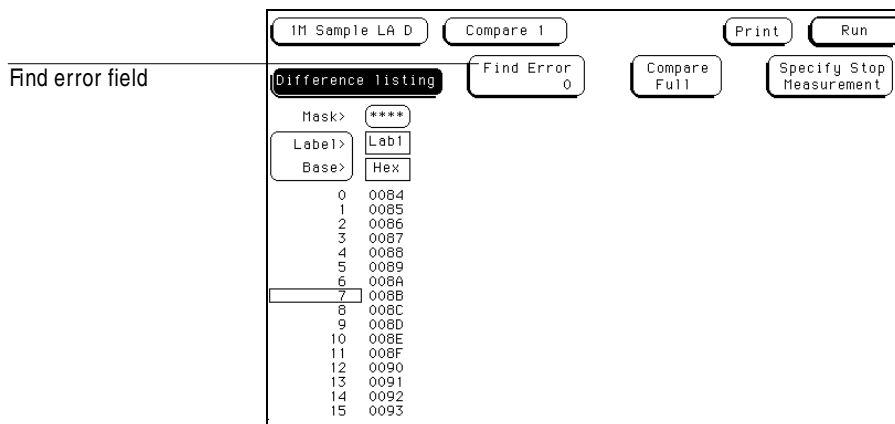 1M Sample LA D Compare 1 Print Run
Find error field
Difference listing
Find Error
0
Compare
Full
Specify Stop
Measurement
Mask> ****
Label> Lab1
Base> Hex
0 0084
1 0085
2 0086
3 0087
4 0088
5 0089
6 008A
7 008B
8 008C
9 008D
10 008E
11 008F
12 0090
13 0091
14 0092
15 0093